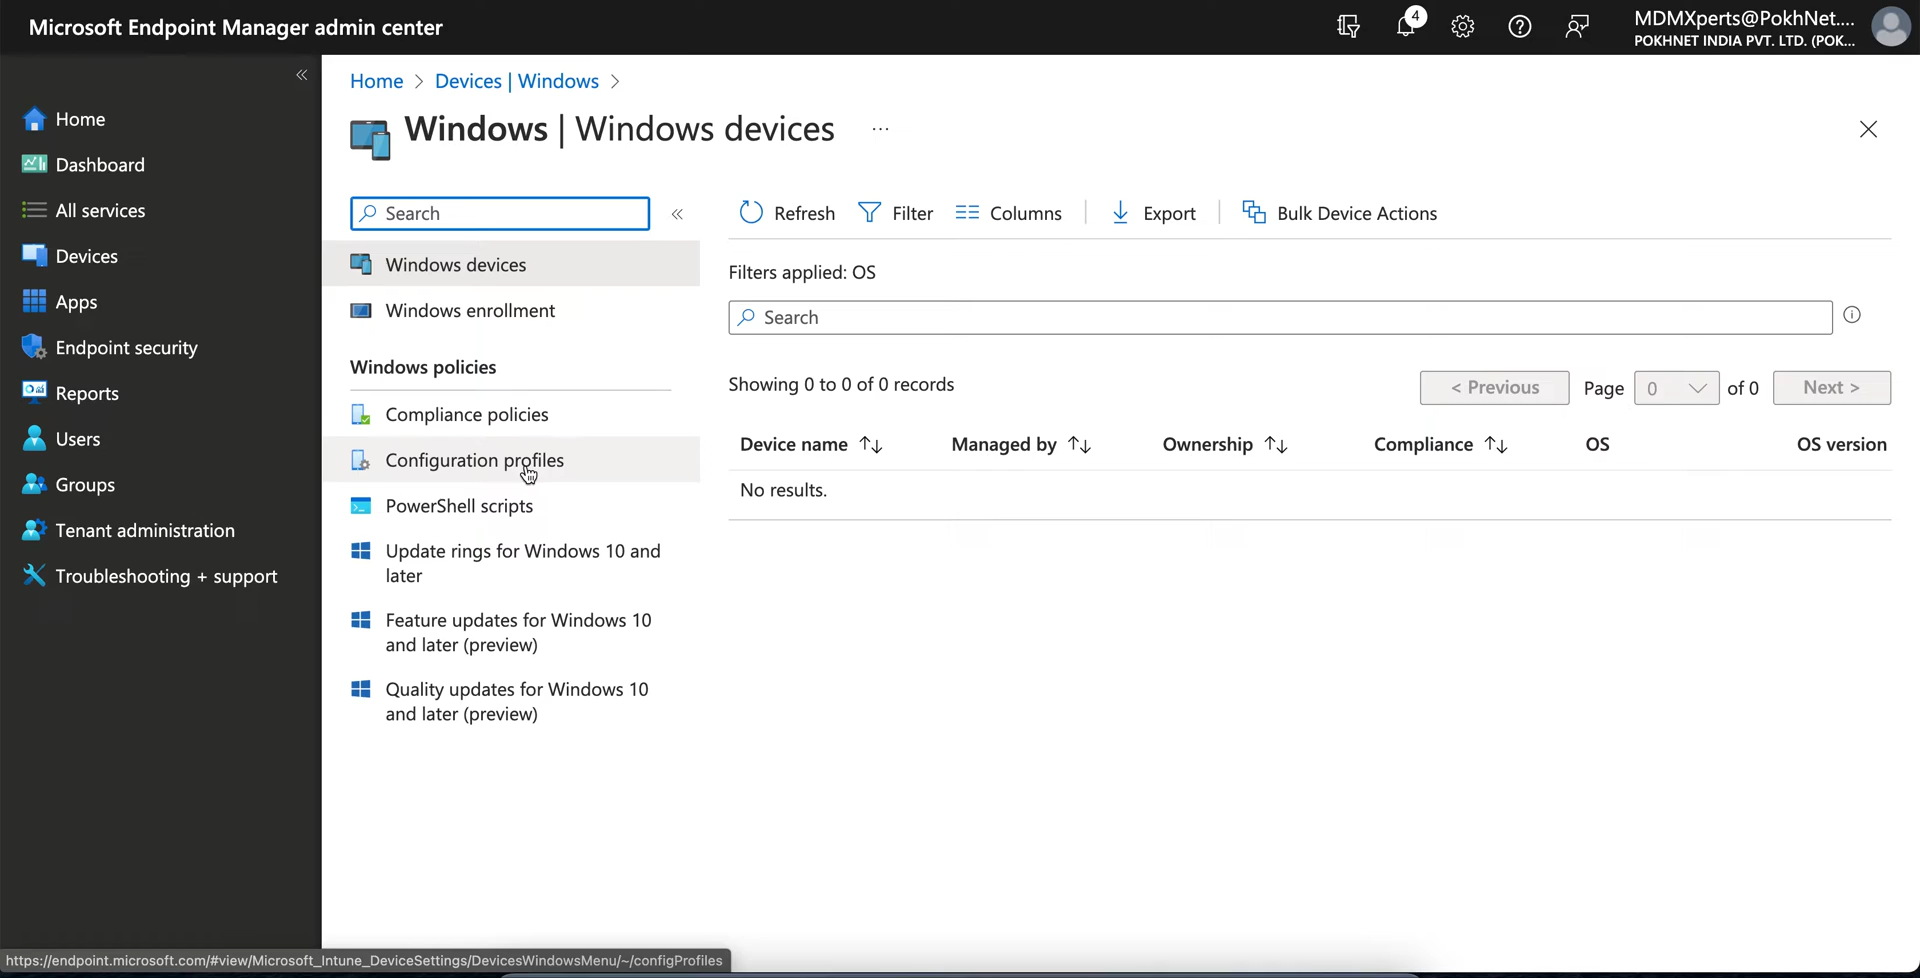 Microsoft Endpoint Manager admin center
4
MDMXperts@PokhNet....
POKHNET INDIA PVT. LTD. (POK...
«
Home
Dashboard
All services
Devices
Apps
Endpoint security
Reports
Users
Groups
Tenant administration
Troubleshooting + support
Home > Devices | Windows >
Windows | Windows devices ...
Search «
Windows devices
Windows enrollment
Windows policies
Compliance policies
Configuration profiles
PowerShell scripts
Update rings for Windows 10 and
later
Feature updates for Windows 10
and later (preview)
Quality updates for Windows 10
and later (preview)
Refresh Filter Columns | Export | Bulk Device Actions
Filters applied: OS
Search
Showing 0 to 0 of 0 records
< Previous Page 0 of 0 Next >
Device name ↑↓ Managed by ↑↓ Ownership ↑↓ Compliance ↑↓ OS OS version
No results.
https://endpoint.microsoft.com/#view/Microsoft_Intune_DeviceSettings/DevicesWindowsMenu/~/configProfiles